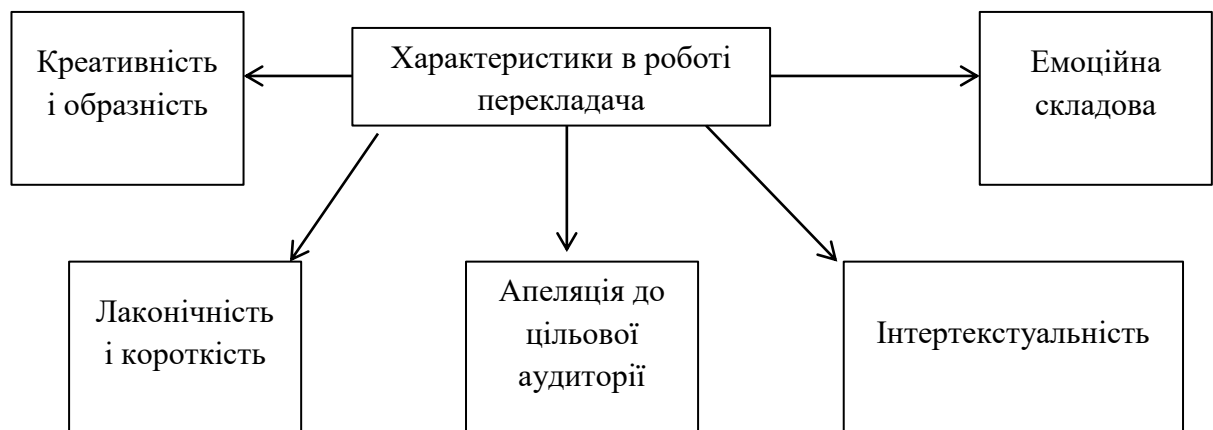 Креативність
і образність
Характеристики в роботі
перекладача
Емоційна
складова
Лаконічність
і короткість
Апеляція до
цільової
аудиторії
Інтертекстуальність